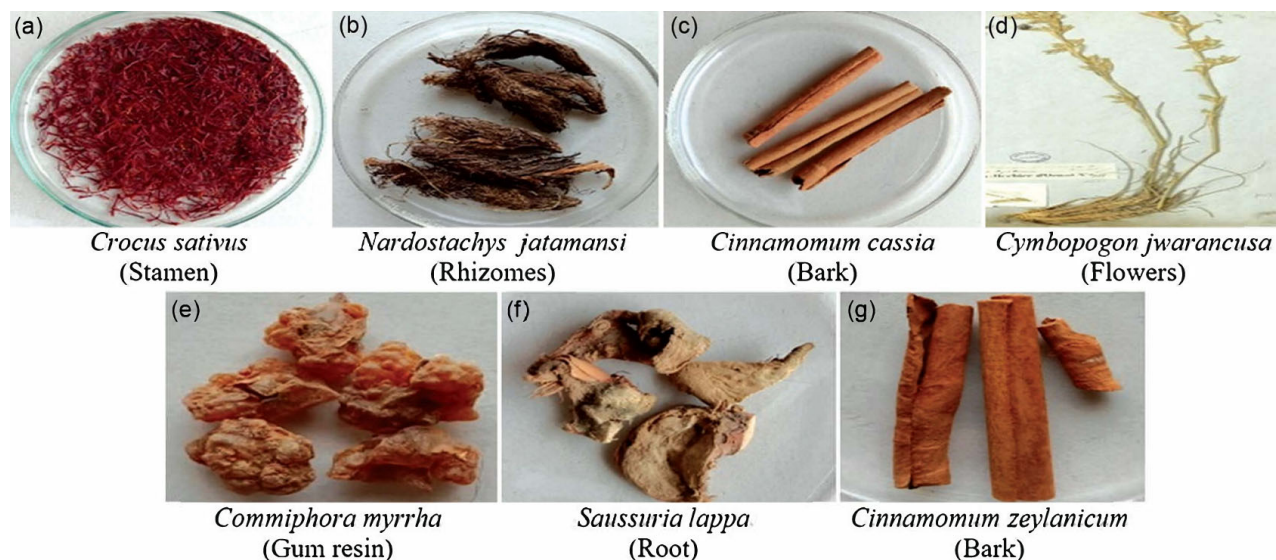 (a)
(b)
(c)
(d)
Crocus sativus
(Stamen)
Nardostachys jatamansi
(Rhizomes)
Cinnamomum cassia
(Bark)
Cymbopogon jwarancusa
(Flowers)
(e)
(f)
(g)
Commiphora myrrha
(Gum resin)
Saussuria lappa
(Root)
Cinnamomum zeylanicum
(Bark)